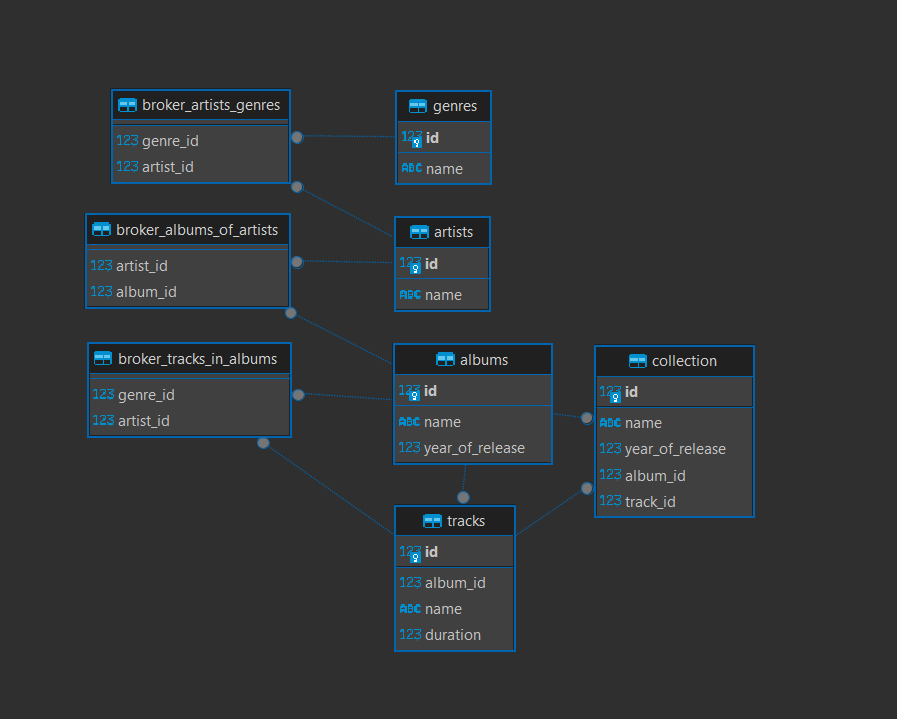 broker_artists_genres
123 genre_id
123 artist_id
genres
123 id
ABC name
broker_albums_of_artists
123 artist_id
123 album_id
artists
123 id
ABC name
broker_tracks_in_albums
123 genre_id
123 artist_id
albums
123 id
ABC name
123 year_of_release
collection
123 id
ABC name
123 year_of_release
123 album_id
123 track_id
tracks
123 id
123 album_id
ABC name
123 duration